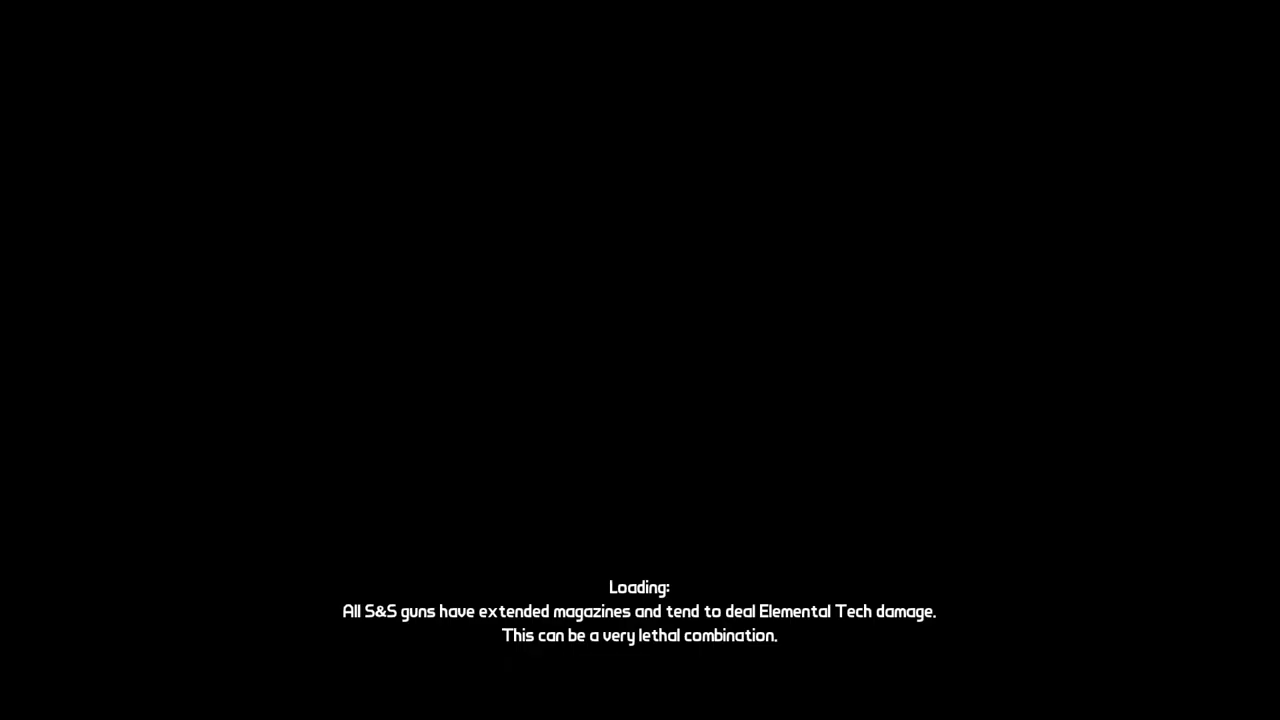 Loading:
All S&S guns have extended magazines and tend to deal Elemental Tech damage.
This can be a very lethal combination.